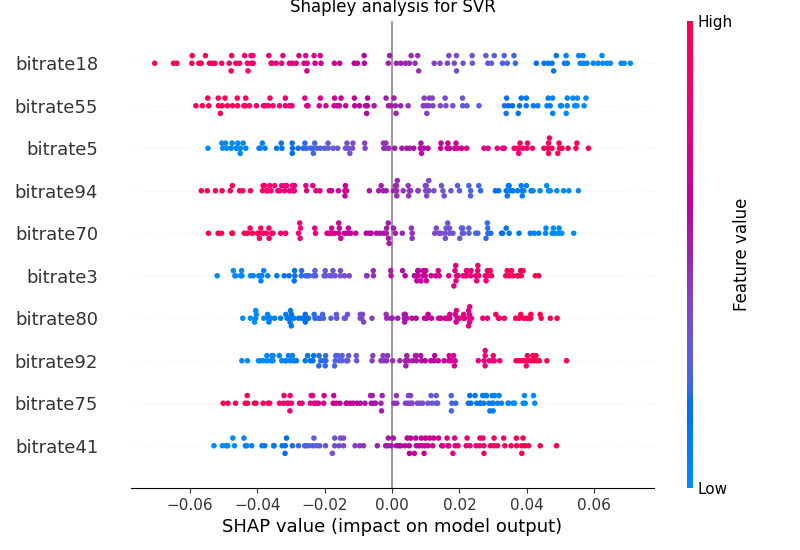 Shapley analysis for SVR
High
bitrate18
bitrate55
bitrate5
bitrate94
bitrate70
bitrate3
bitrate80
bitrate92
bitrate75
bitrate41
Feature value
Low
−0.06 −0.04 −0.02 0.00 0.02 0.04 0.06
SHAP value (impact on model output)